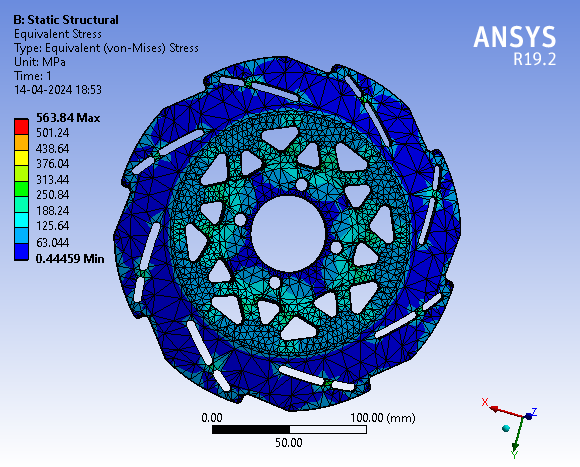 B: Static Structural
Equivalent Stress
Type: Equivalent (von-Mises) Stress
Unit: MPa
Time: 1
14-04-2024 18:53
ANSYS
R19.2
563.84 Max
501.24
438.64
376.04
313.44
250.84
188.24
125.64
63.044
0.44459 Min
0.00
100.00 (mm)
50.00
X
Z
Y